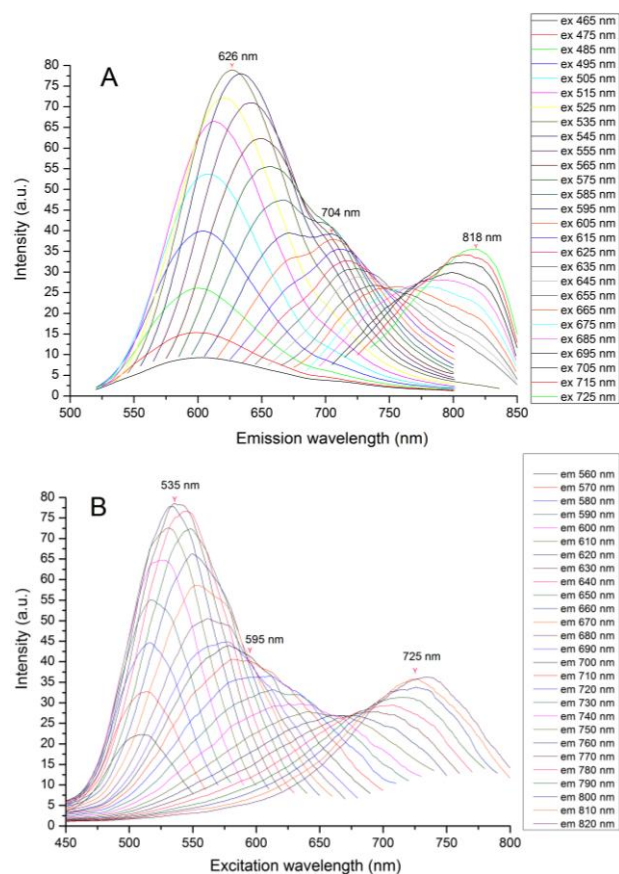 A
626 nm
704 nm
818 nm
80
75
70
65
60
55
50
45
40
35
30
25
20
15
10
5
0
Intensity (a.u.)
500 550 600 650 700 750 800 850
Emission wavelength (nm)
ex 465 nm
ex 475 nm
ex 485 nm
ex 495 nm
ex 505 nm
ex 515 nm
ex 525 nm
ex 535 nm
ex 545 nm
ex 555 nm
ex 565 nm
ex 575 nm
ex 585 nm
ex 595 nm
ex 605 nm
ex 615 nm
ex 625 nm
ex 635 nm
ex 645 nm
ex 655 nm
ex 665 nm
ex 675 nm
ex 685 nm
ex 695 nm
ex 705 nm
ex 715 nm
ex 725 nm
B
535 nm
595 nm
725 nm
80
75
70
65
60
55
50
45
40
35
30
25
20
15
10
5
0
Intensity (a.u.)
450 500 550 600 650 700 750 800
Excitation wavelength (nm)
em 560 nm
em 570 nm
em 580 nm
em 590 nm
em 600 nm
em 610 nm
em 620 nm
em 630 nm
em 640 nm
em 650 nm
em 660 nm
em 670 nm
em 680 nm
em 690 nm
em 700 nm
em 710 nm
em 720 nm
em 730 nm
em 740 nm
em 750 nm
em 760 nm
em 770 nm
em 780 nm
em 790 nm
em 800 nm
em 810 nm
em 820 nm